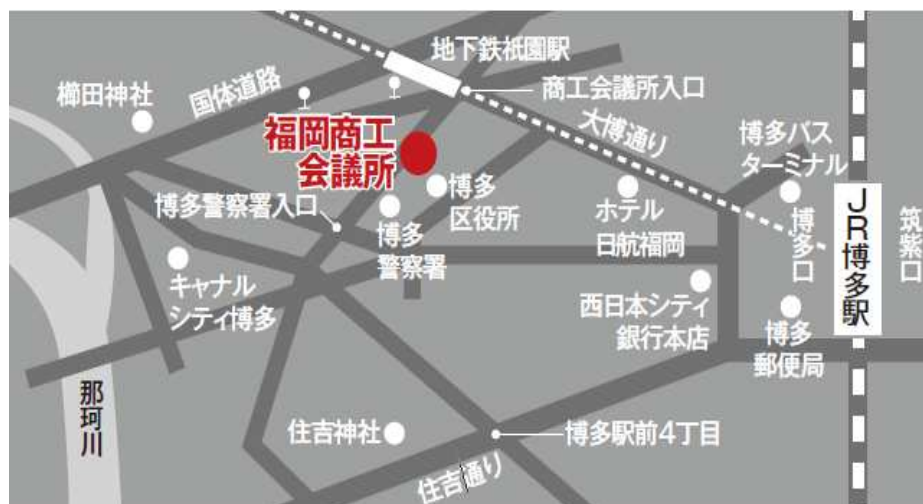 地下鉄祇園駅
国体道路
櫛田神社
商工会議所入口
福岡商工
会議所
大博通り
博多バス
ターミナル
博多
区役所
ホテル
日航福岡
博多警察署入口
博多
警察署
博多口
JR博多駅
筑紫口
キャナル
シティ博多
西日本シティ
銀行本店
博多
郵便局
那珂川
住吉神社
博多駅前4丁目
住吉通り